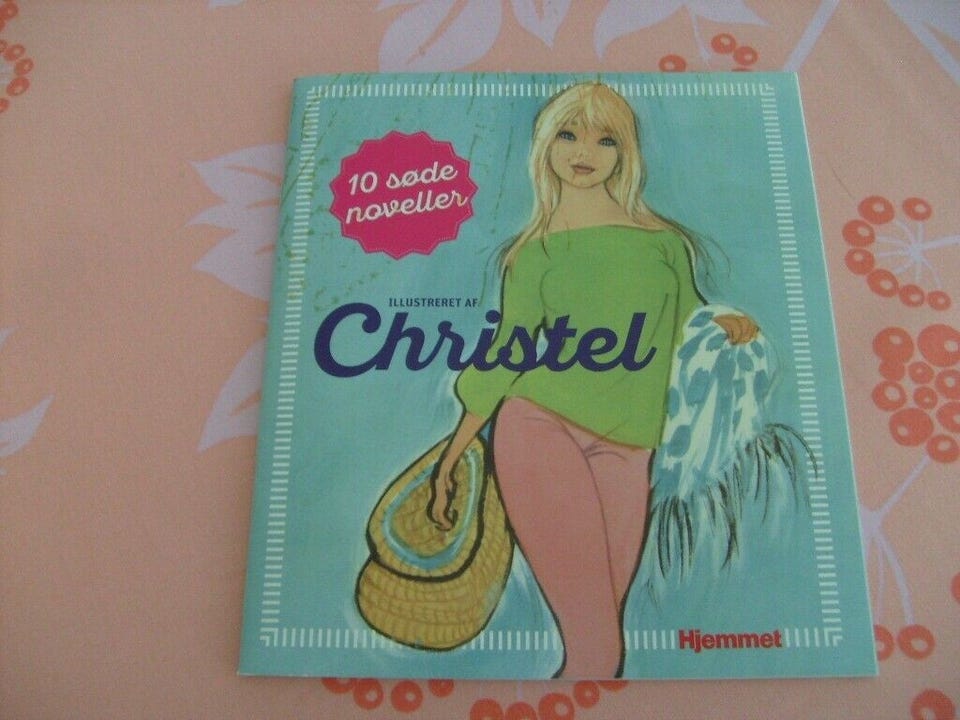 10 søde
noveller
ILLUSTRERET AF
Christel
Hjemmet